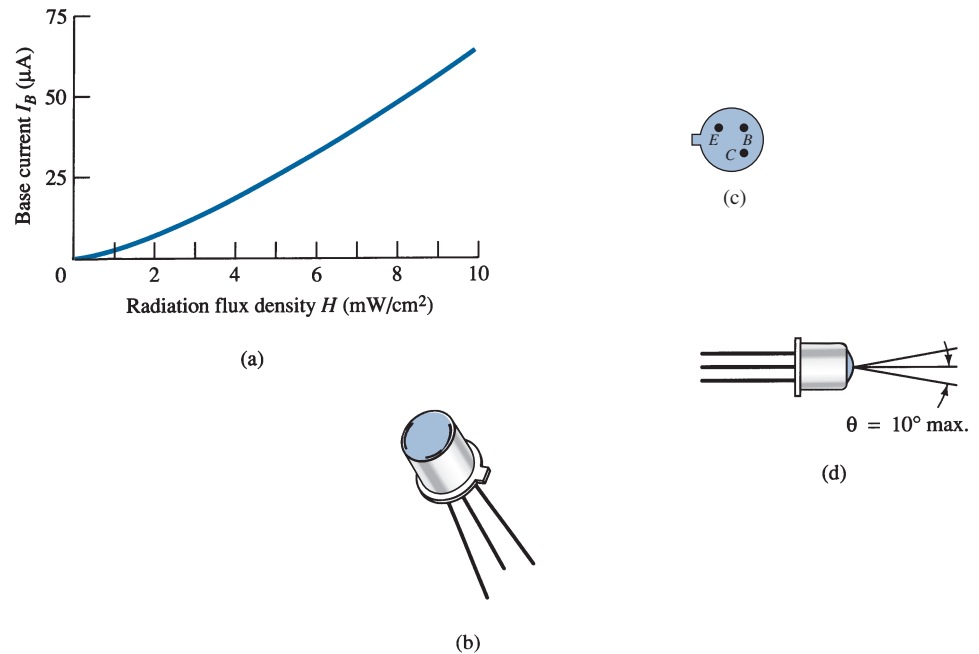 75
50
25
0
2
4
6
8
10
Base current I_B (μA)
Radiation flux density H (mW/cm²)
(a)
E
B
C
(c)
θ = 10° max.
(d)
(b)